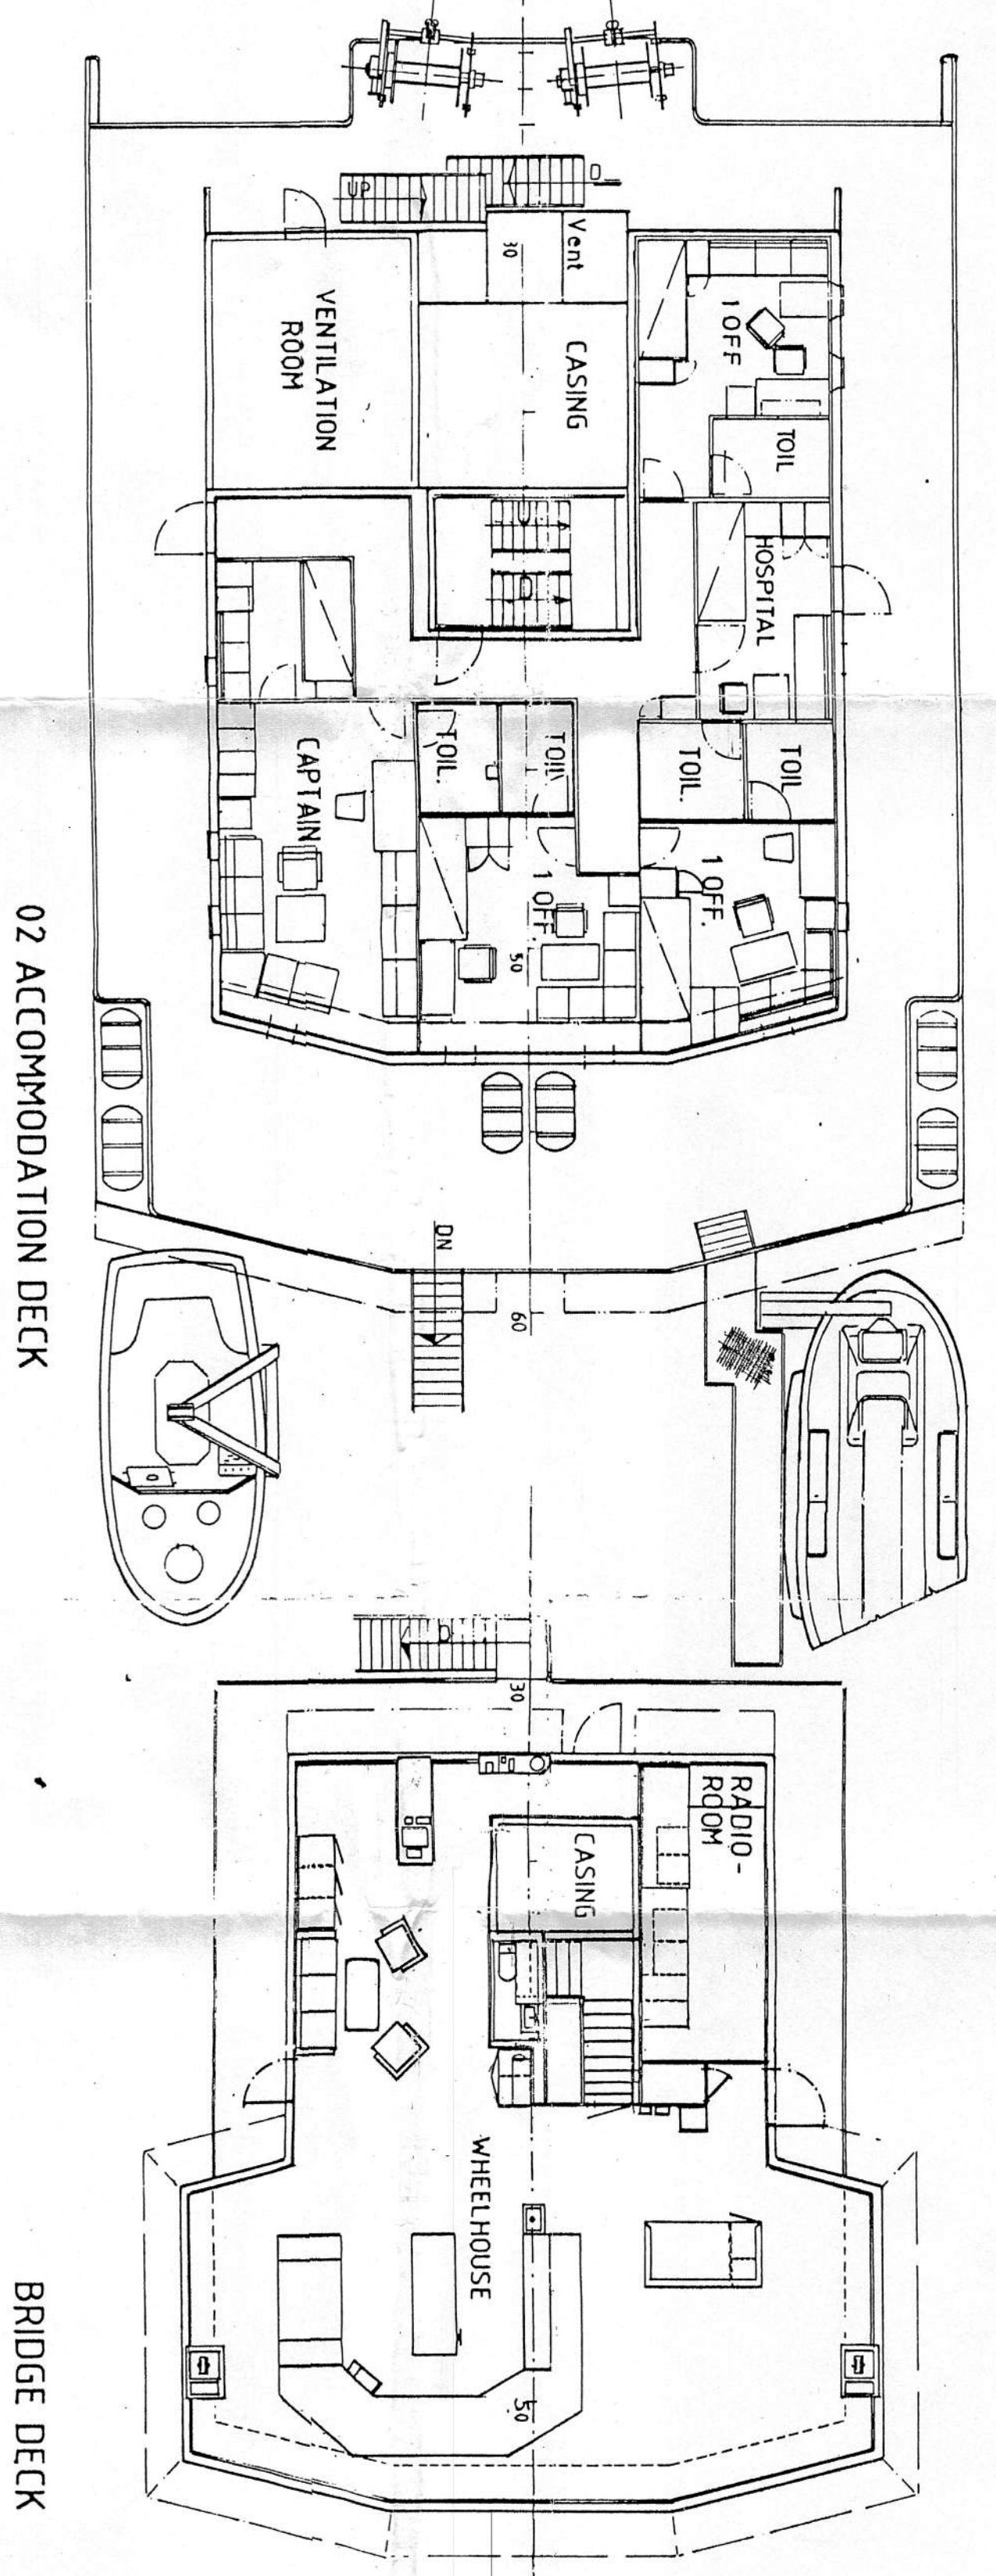 UP
D
30
Vent
VENTILATION
ROOM
CASING
1 OFF
TOIL
U
D
HOSPITAL
CAPTAIN
TOIL.
TOIL
TOIL.
TOIL
1 OFF.
1 OFF.
50
DN
60
02 ACCOMMODATION DECK
D
30
RADIO-
ROOM
CASING
WHEELHOUSE
50
BRIDGE DECK